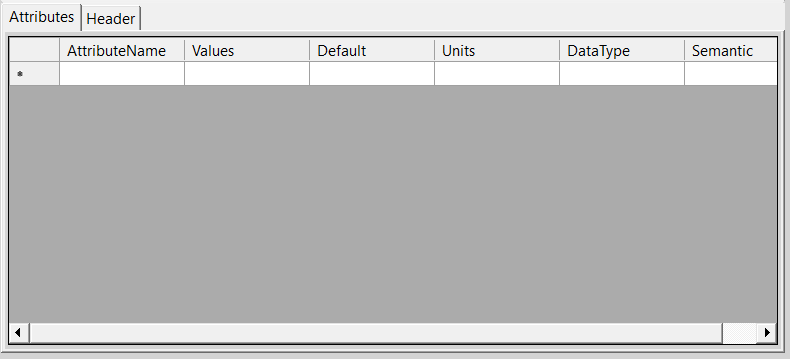 Attributes Header
AttributeName Values Default Units DataType Semantic
*